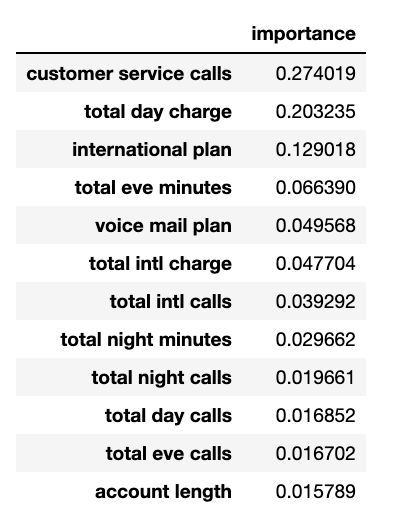 importance
customer service calls 0.274019
total day charge 0.203235
international plan 0.129018
total eve minutes 0.066390
voice mail plan 0.049568
total intl charge 0.047704
total intl calls 0.039292
total night minutes 0.029662
total night calls 0.019661
total day calls 0.016852
total eve calls 0.016702
account length 0.015789